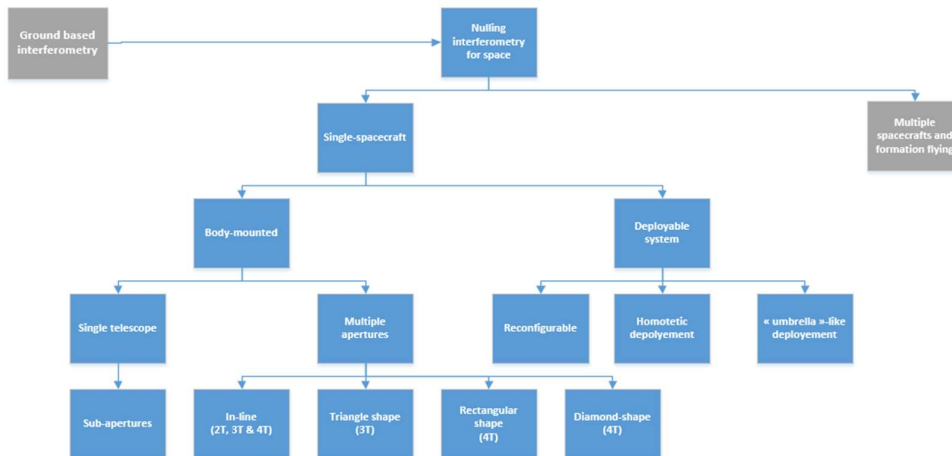 Ground based
interferometry
Nulling
interferometry
for space
Single-spacecraft
Multiple
spacecrafts and
formation flying
Body-mounted
Deployable
system
Single telescope
Multiple
apertures
Reconfigurable
Homotetic
depolyement
« umbrella »-like
deployement
Sub-apertures
In-line
(2T, 3T & 4T)
Triangle shape
(3T)
Rectangular
shape
(4T)
Diamond-shape
(4T)